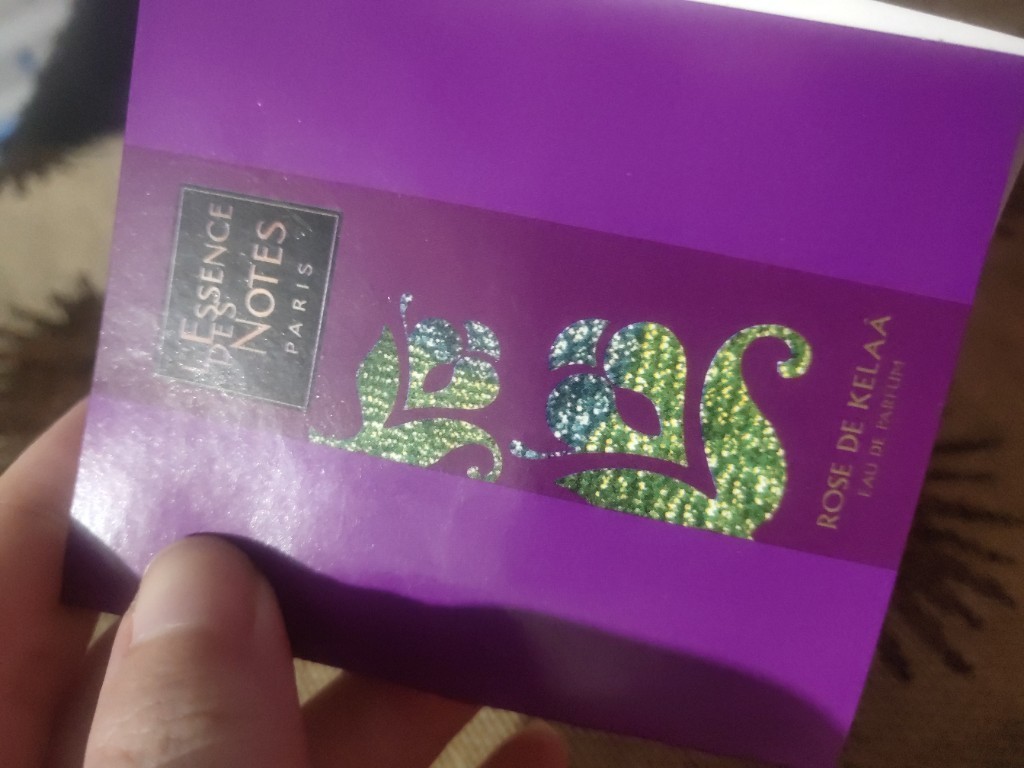 ESSENCE
DES
NOTES
PARIS
ROSE DE KELAÂ
EAU DE PARFUM